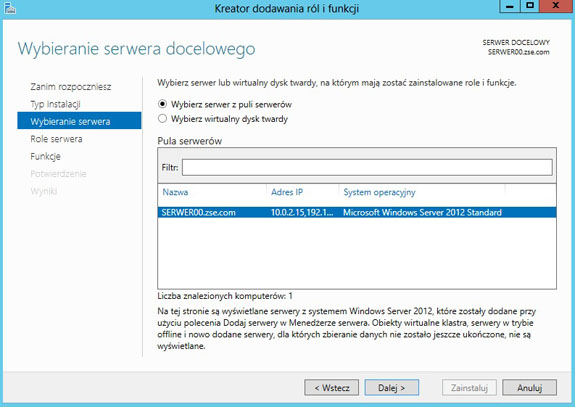 Kreator dodawania ról i funkcji
Wybieranie serwera docelowego
SERWER DOCELOWY
SERWER00.zse.com
Zanim rozpoczniesz
Typ instalacji
Wybieranie serwera
Role serwera
Funkcje
Potwierdzenie
Wyniki
Wybierz serwer lub wirtualny dysk twardy, na którym mają zostać zainstalowane role i funkcje.
Wybierz serwer z puli serwerów
Wybierz wirtualny dysk twardy
Pula serwerów
Filtr:
Nazwa Adres IP System operacyjny
SERWER00.zse.com 10.0.2.15,192.1... Microsoft Windows Server 2012 Standard
Liczba znalezionych komputerów: 1
Na tej stronie są wyświetlane serwery z systemem Windows Server 2012, które zostały dodane przy
użyciu polecenia Dodaj serwery w Menedżerze serwera. Obiekty wirtualne klastra, serwery w trybie
offline i nowo dodane serwery, dla których zbieranie danych nie zostało jeszcze ukończone, nie są
wyświetlane.
< Wstecz
Dalej >
Zainstaluj
Anuluj